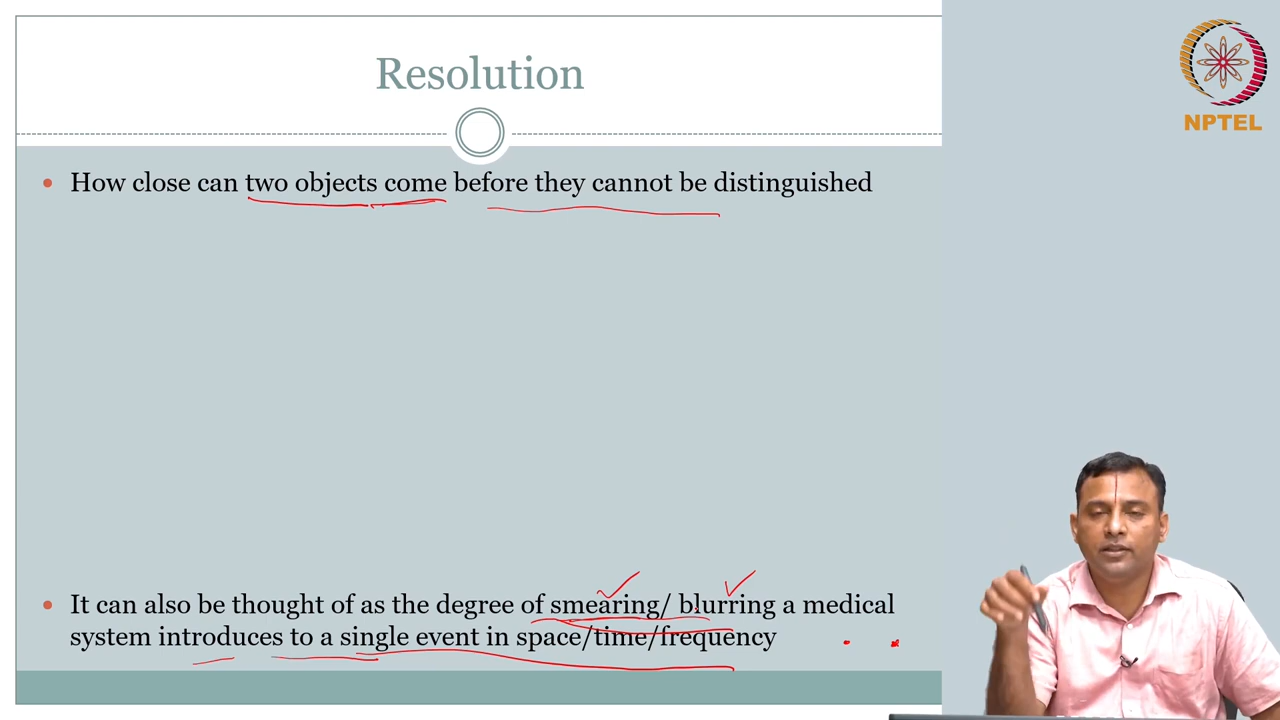 Resolution
NPTEL
How close can two objects come before they cannot be distinguished
It can also be thought of as the degree of smearing/ blurring a medical
system introduces to a single event in space/time/frequency